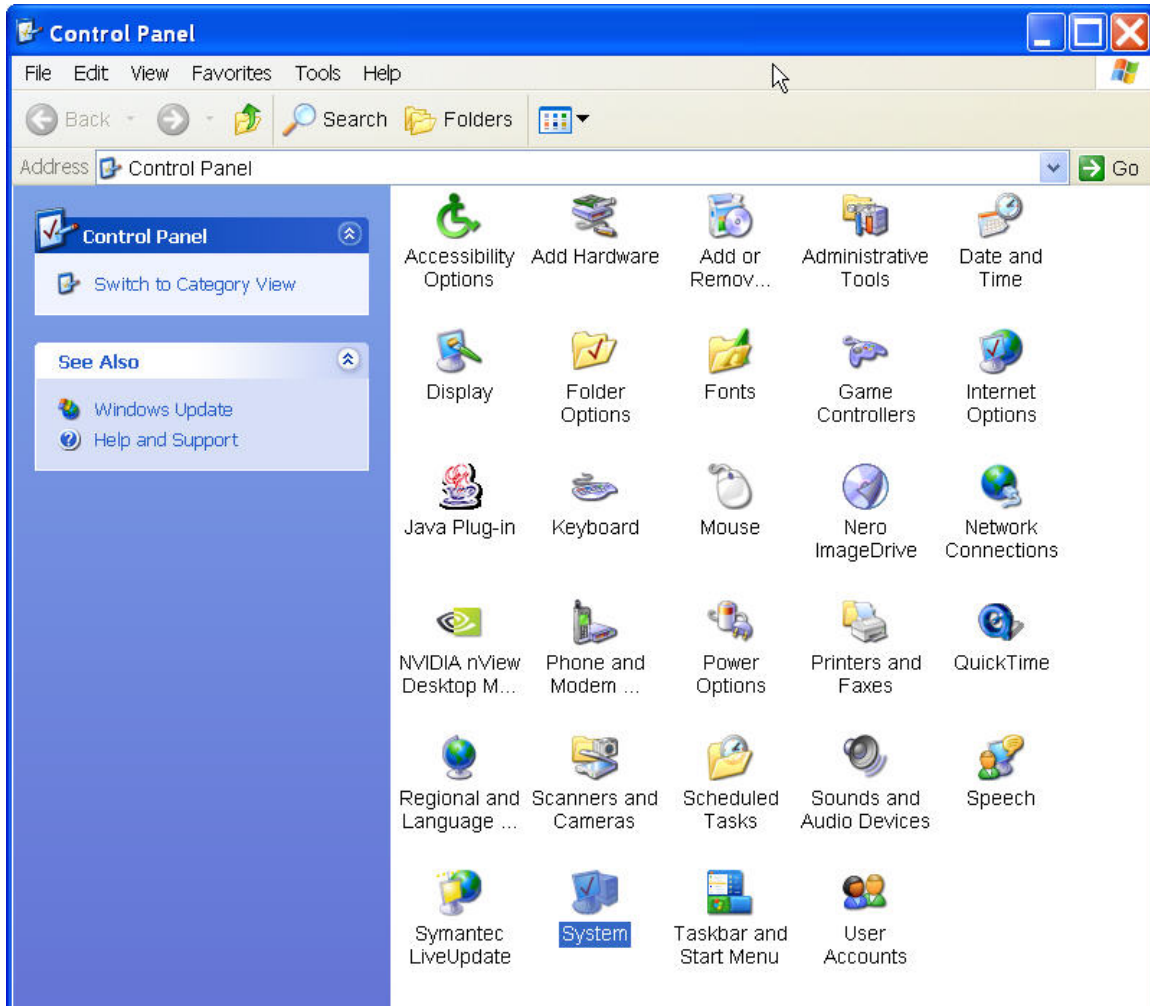 Control Panel
File Edit View Favorites Tools Help
Back Search Folders
Address Control Panel Go
Control Panel
Switch to Category View
See Also
Windows Update
Help and Support
Accessibility Options
Add Hardware
Add or Remov...
Administrative Tools
Date and Time
Display
Folder Options
Fonts
Game Controllers
Internet Options
Java Plug-in
Keyboard
Mouse
Nero ImageDrive
Network Connections
NVIDIA nView Desktop M...
Phone and Modem ...
Power Options
Printers and Faxes
QuickTime
Regional and Language ...
Scanners and Cameras
Scheduled Tasks
Sounds and Audio Devices
Speech
Symantec LiveUpdate
System
Taskbar and Start Menu
User Accounts